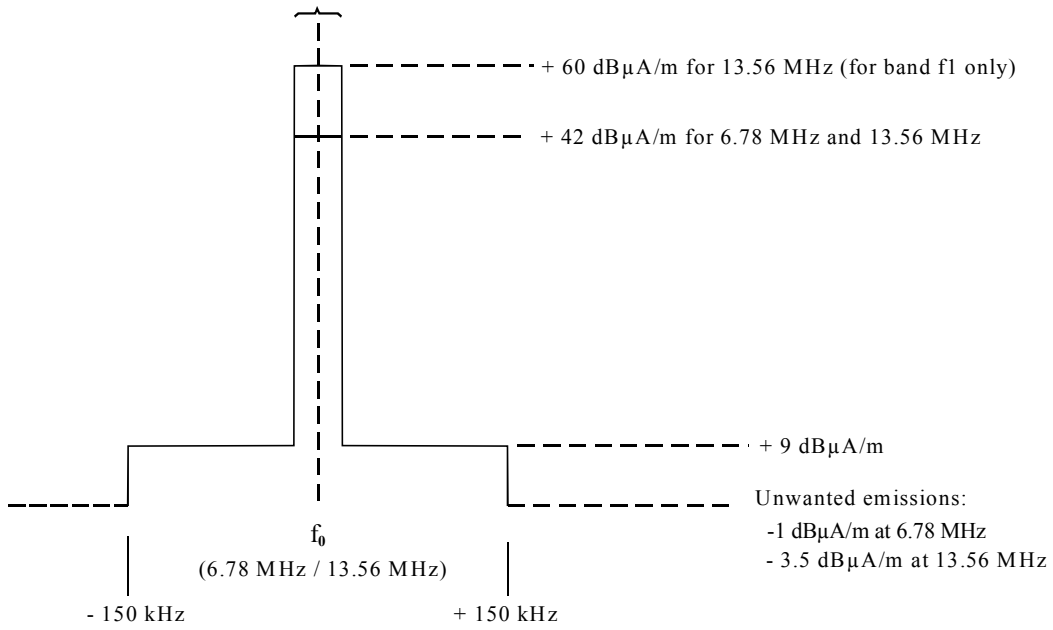 + 60 dBµA/m for 13.56 MHz (for band f1 only)
+ 42 dBµA/m for 6.78 MHz and 13.56 MHz
+ 9 dBµA/m
Unwanted emissions:
-1 dBµA/m at 6.78 MHz
- 3.5 dBµA/m at 13.56 MHz
f0
(6.78 MHz / 13.56 MHz)
- 150 kHz
+ 150 kHz